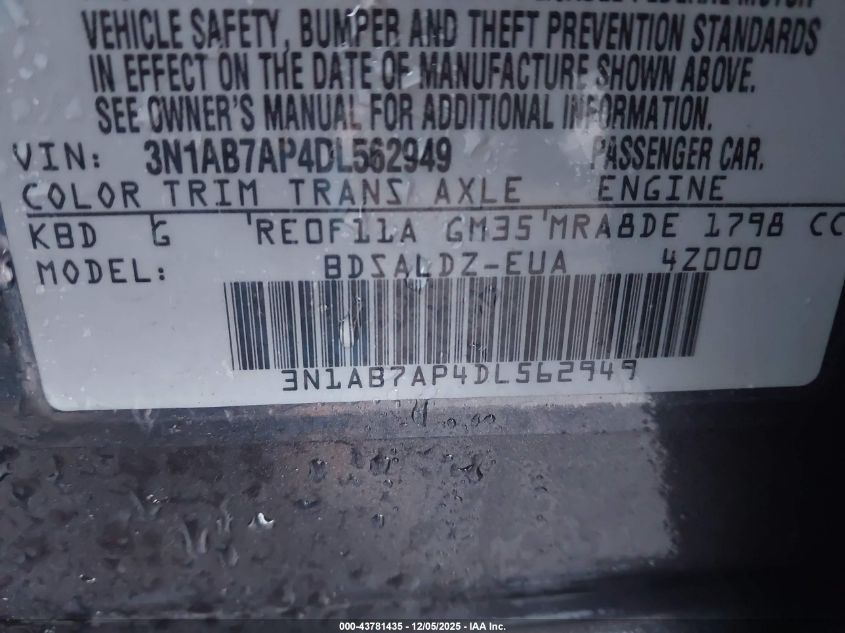 VEHICLE SAFETY, BUMPER AND THEFT PREVENTION STANDARDS
IN EFFECT ON THE DATE OF MANUFACTURE SHOWN ABOVE.
SEE OWNER'S MANUAL FOR ADDITIONAL INFORMATION.
VIN: 3N1AB7AP4DL562949 PASSENGER CAR.
COLOR TRIM TRANS AXLE ENGINE
KBD G RE0F11A GM35 MRA8DE 1798 CC
MODEL: BDSALDZ-EUA 4Z000
3N1AB7AP4DL562949
000-43781435 - 12/05/2025 - IAA Inc.